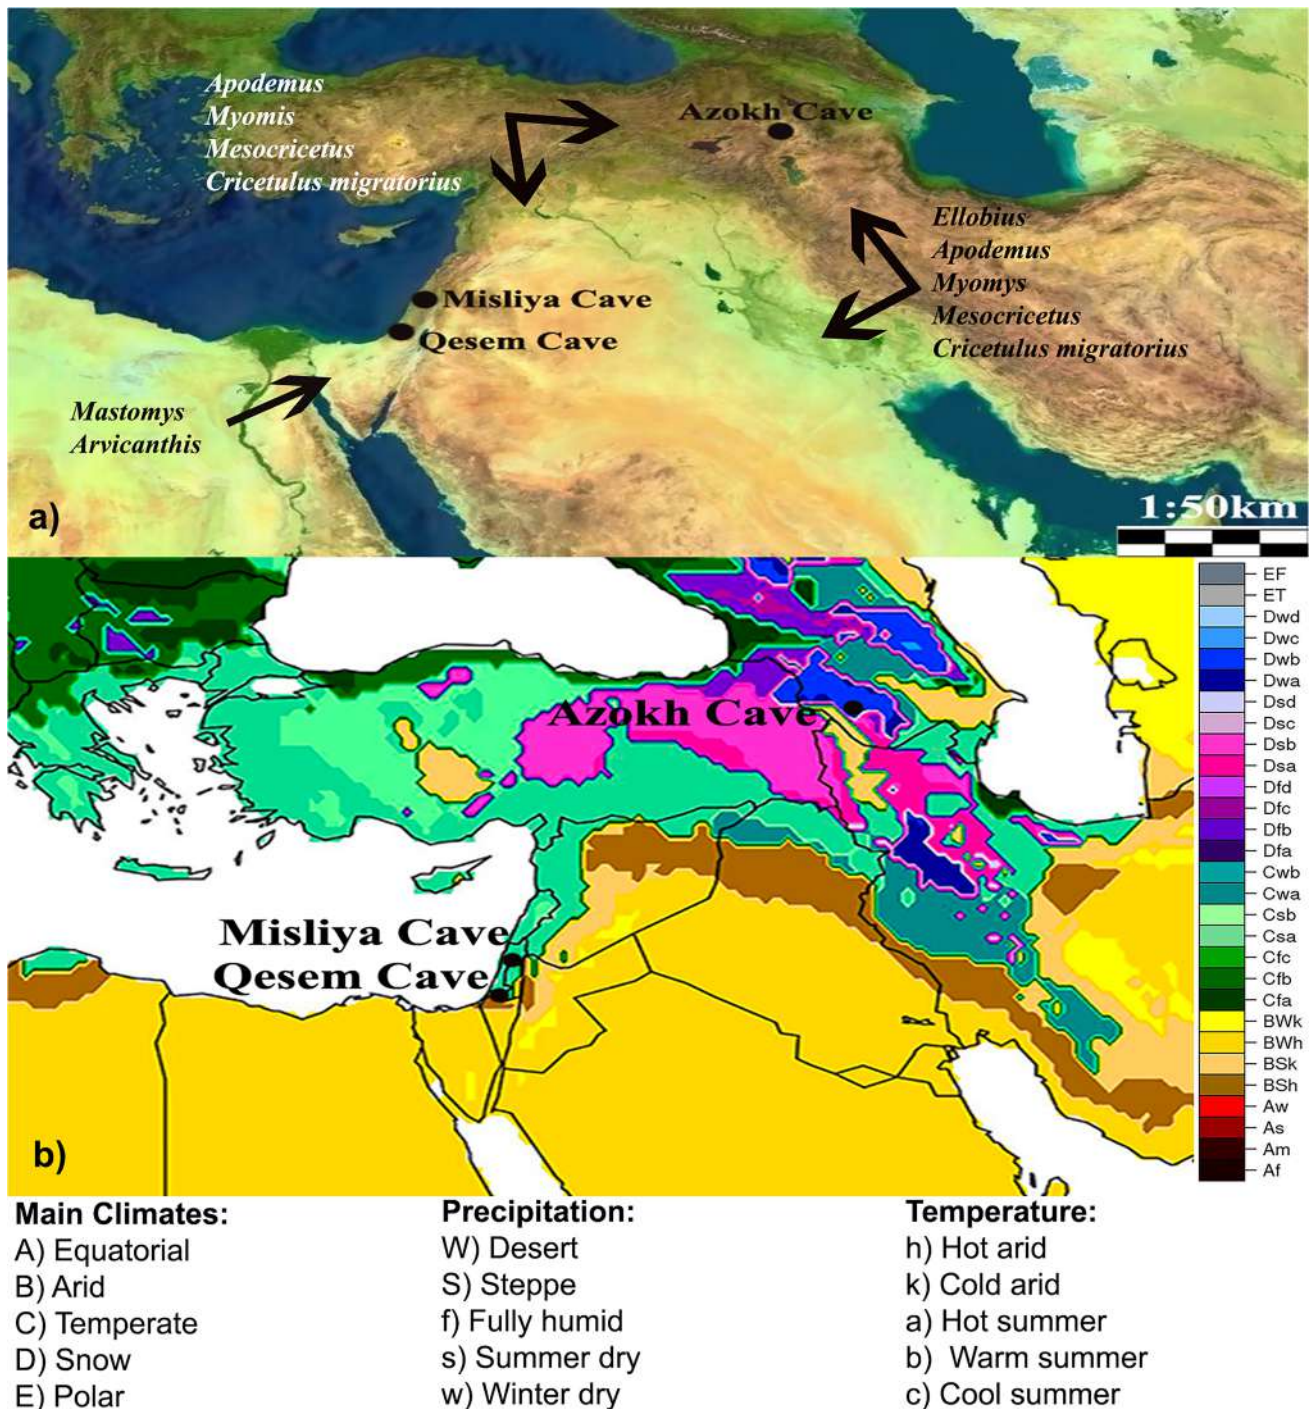 Apodemus
Myomis
Mesocricetus
Cricetulus migratorius
Azokh Cave
Ellobius
Apodemus
Myomys
Mesocricetus
Cricetulus migratorius
Misliya Cave
Qesem Cave
Mastomys
Arvicanthis
a)
1:50km
Azokh Cave
Misliya Cave
Qesem Cave
b)
EF
ET
Dwd
Dwc
Dwb
Dwa
Dsd
Dsc
Dsb
Dsa
Dfd
Dfc
Dfb
Dfa
Cwb
Cwa
Csb
Csa
Cfc
Cfb
Cfa
BWk
BWh
BSk
BSh
Aw
As
Am
Af
Main Climates:
A) Equatorial
B) Arid
C) Temperate
D) Snow
E) Polar
Precipitation:
W) Desert
S) Steppe
f) Fully humid
s) Summer dry
w) Winter dry
Temperature:
h) Hot arid
k) Cold arid
a) Hot summer
b) Warm summer
c) Cool summer